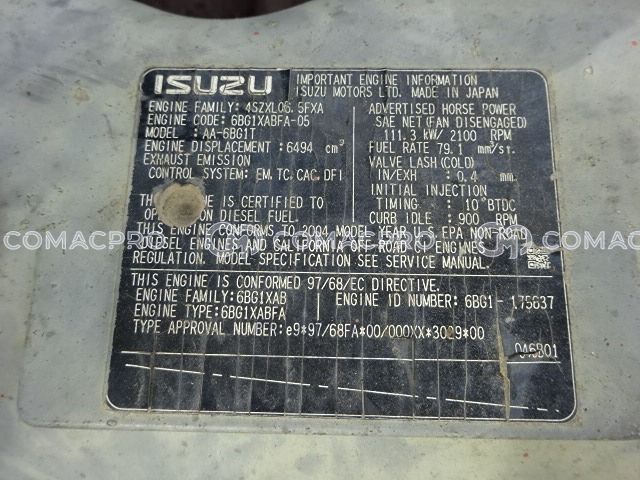 ISUZU
IMPORTANT ENGINE INFORMATION
ISUZU MOTORS LTD. MADE IN JAPAN
ENGINE FAMILY: 4SZXL06.5FXA
ENGINE CODE: 6BG1XABFA-05
MODEL: AA-6BG1T
ENGINE DISPLACEMENT: 6494 cm³
EXHAUST EMISSION
CONTROL SYSTEM: EM,TC,CAC,DFI
THIS ENGINE IS CERTIFIED TO
OPERATE ON DIESEL FUEL.
ADVERTISED HORSE POWER
SAE NET (FAN DISENGAGED)
111.3 kW/ 2100 RPM
FUEL RATE 79.1 mm³/st.
VALVE LASH (COLD)
IN/EXH : 0.4 mm.
INITIAL INJECTION
TIMING : 10°BTDC
CURB IDLE : 900 RPM
THIS ENGINE CONFORMS TO 2004 MODEL YEAR U.S. EPA NON-ROAD
DIESEL ENGINES AND CALIFORNIA OFF-ROAD ENGINES
REGULATION. MODEL SPECIFICATION SEE SERVICE MANUAL.
COMACPRO COMACPRO COMACPRO
THIS ENGINE IS CONFORMED 97/68/EC DIRECTIVE.
ENGINE FAMILY: 6BG1XAB
ENGINE ID NUMBER: 6BG1-175637
ENGINE TYPE: 6BG1XABFA
TYPE APPROVAL NUMBER: e9*97/68FA*00/000XX*3029*00
046B01